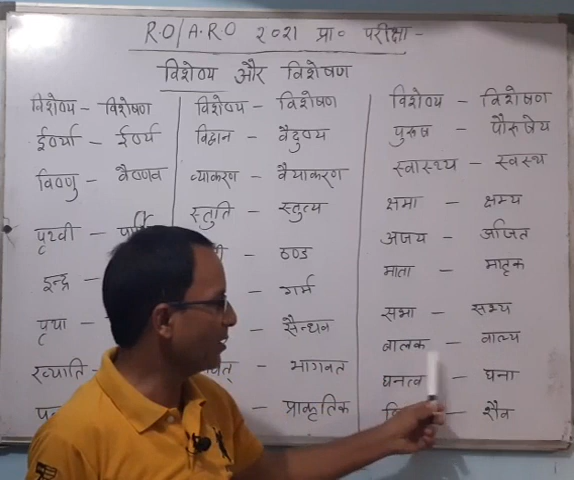 R.O/A.R.O २०२१ प्रा० परीक्षा -
विशेष्य और विशेषण
विशेष्य - विशेषण
ईर्ष्या - ईर्ष्य
विष्णु - वैष्णव
पृथ्वी -
इन्द्र -
पृथा -
ख्याति -
विशेष्य - विशेषण
विद्वान - वैदुष्य
व्याकरण - वैयाकरण
स्तुति - स्तुत्य
- ठण्ड
- गर्म
- सैन्धव
- भागवत
- प्राकृतिक
विशेष्य - विशेषण
पुरुष - पौरुषेय
स्वास्थ्य - स्वस्थ
क्षमा - क्षम्य
अजय - अजित
माता - मातृक
सभा - सभ्य
बालक - बाल्य
घनत्व - घना
- शैव